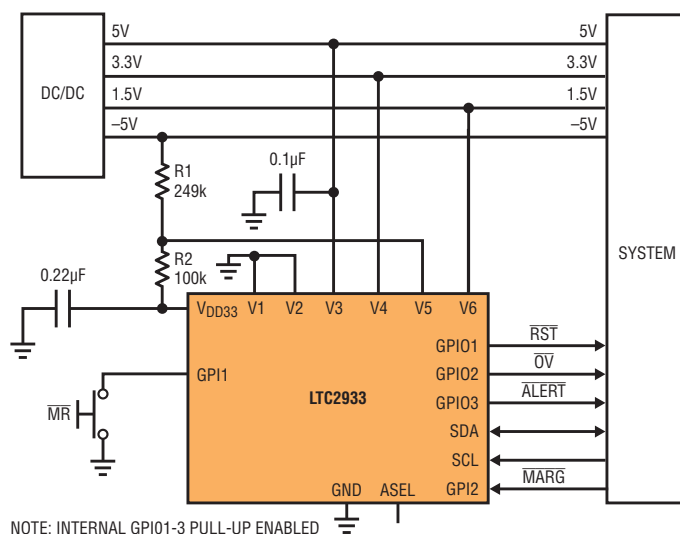 DC/DC
5V
3.3V
1.5V
–5V
5V
3.3V
1.5V
–5V
SYSTEM
R1
249k
0.1µF
R2
100k
0.22µF
VDD33 V1 V2 V3 V4 V5 V6
GPI1
LTC2933
GPIO1
GPIO2
GPIO3
SDA
SCL
GPI2
RST
OV
ALERT
MARG
MR
GND ASEL
NOTE: INTERNAL GPIO1-3 PULL-UP ENABLED